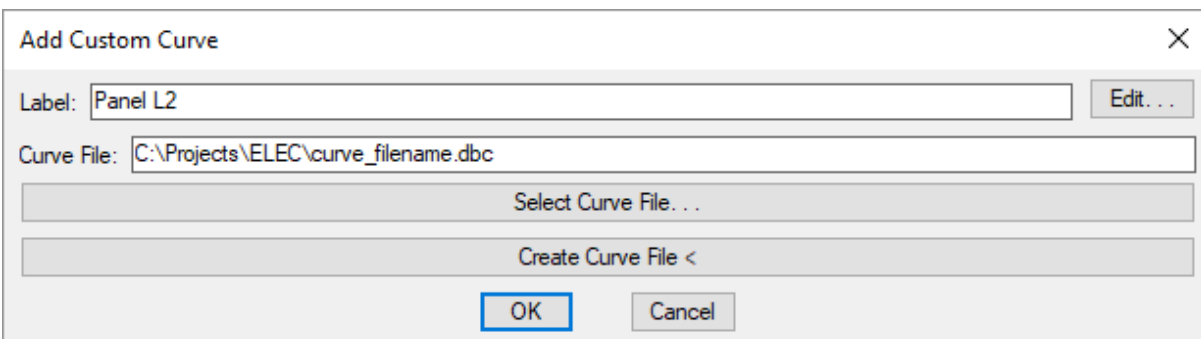 Add Custom Curve
Label: Panel L2 Edit. . .
Curve File: C:\Projects\ELEC\curve_filename.dbc
Select Curve File. . .
Create Curve File <
OK Cancel